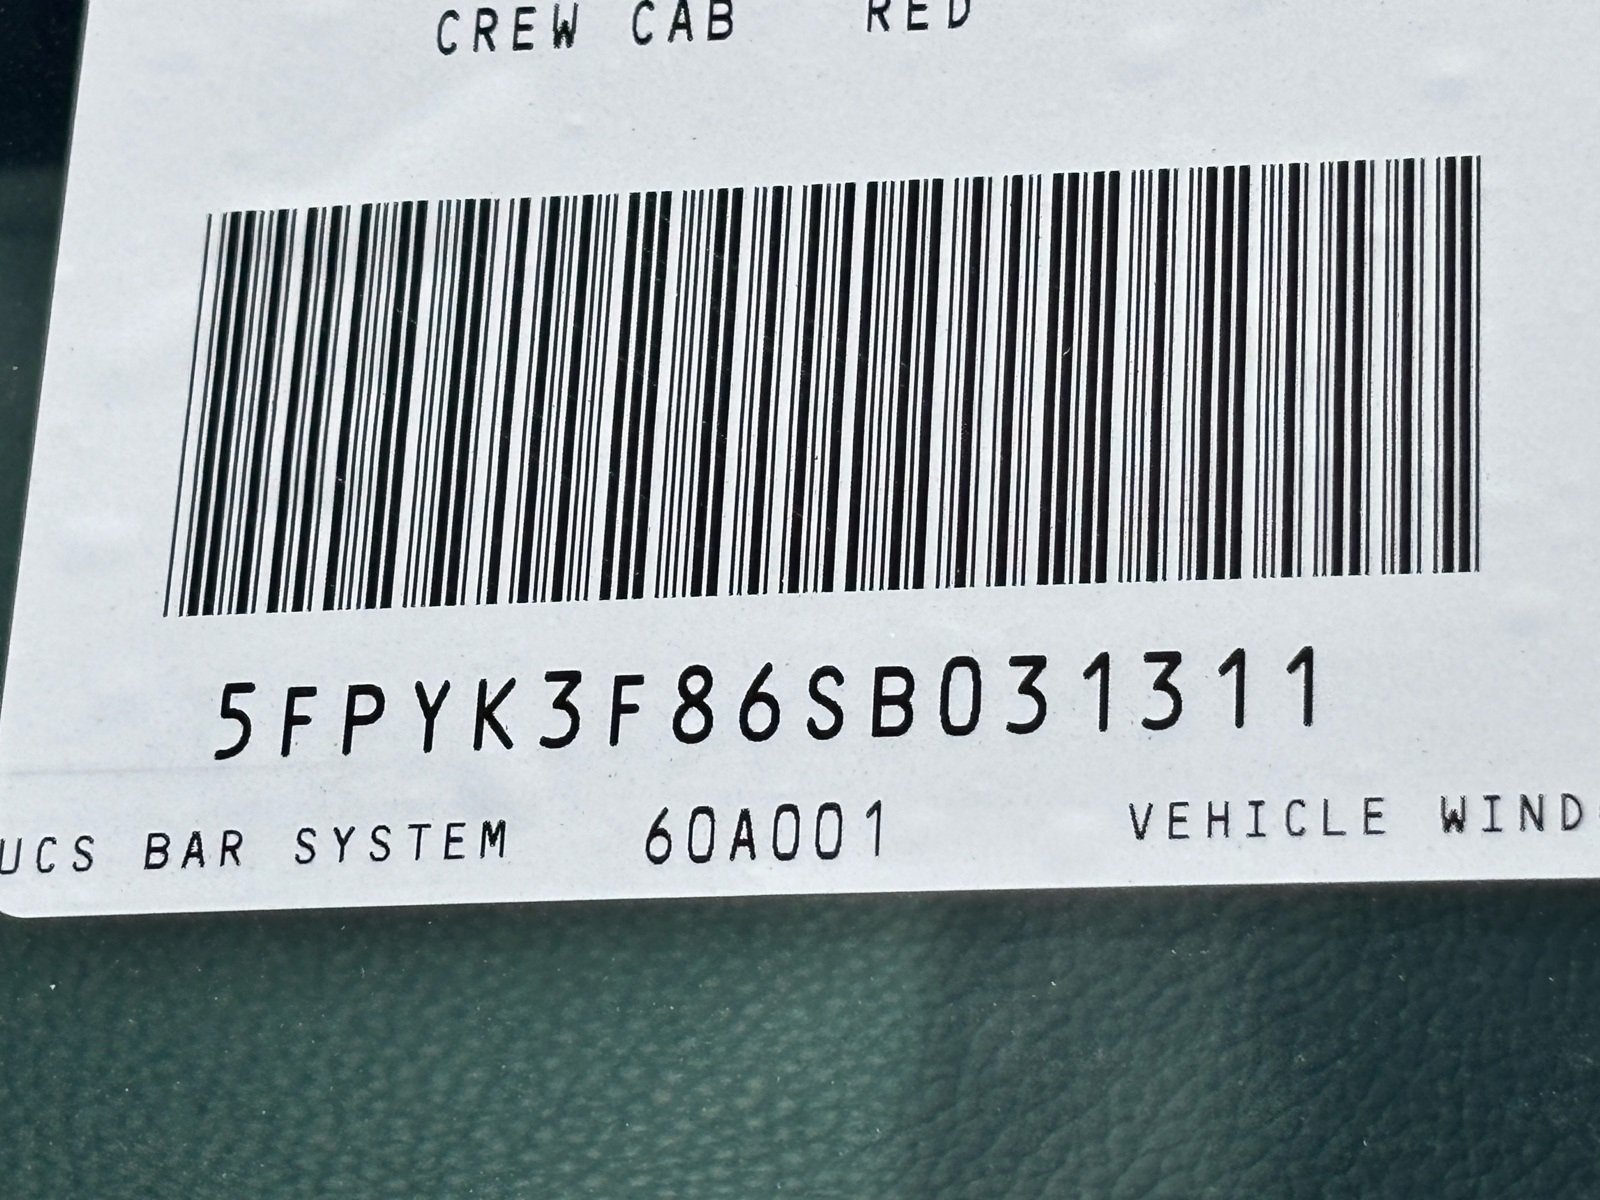 CREW CAB RED
5FPYK3F86SB031311
UCS BAR SYSTEM 60A001 VEHICLE WIND